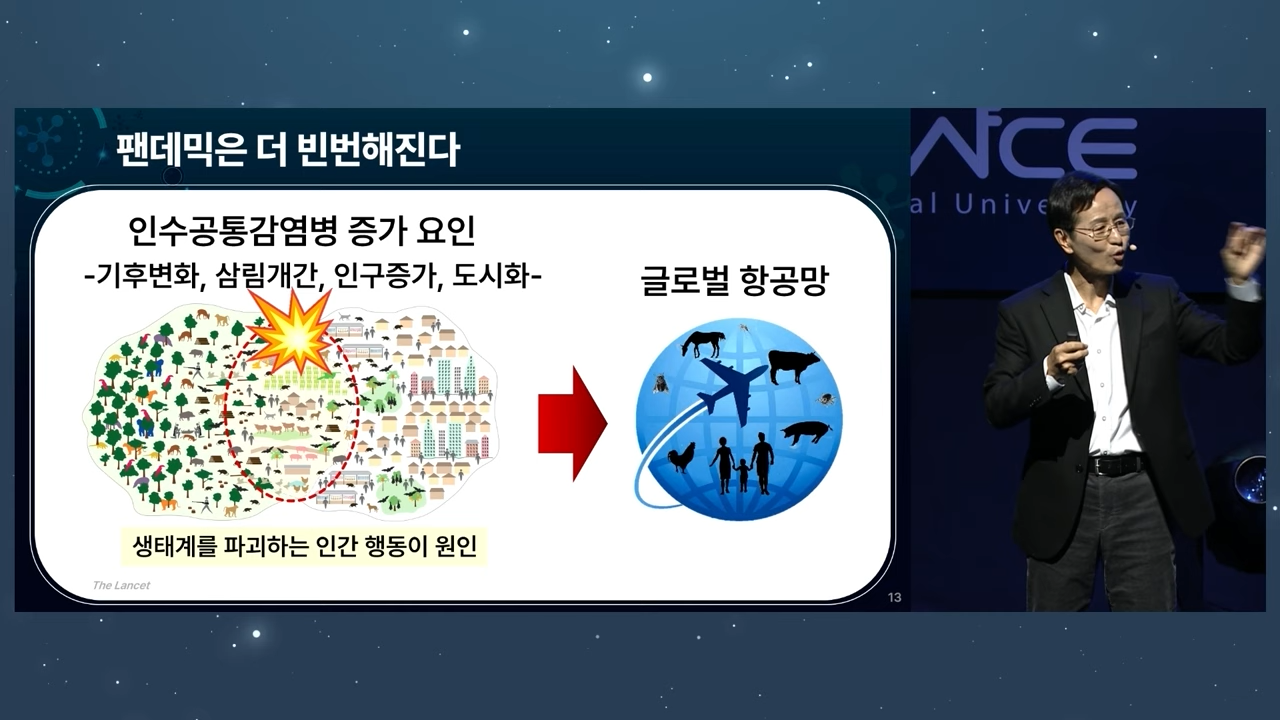 팬데믹은 더 빈번해진다
인수공통감염병 증가 요인
-기후변화, 삼림개간, 인구증가, 도시화-
글로벌 항공망
생태계를 파괴하는 인간 행동이 원인
The Lancet
13